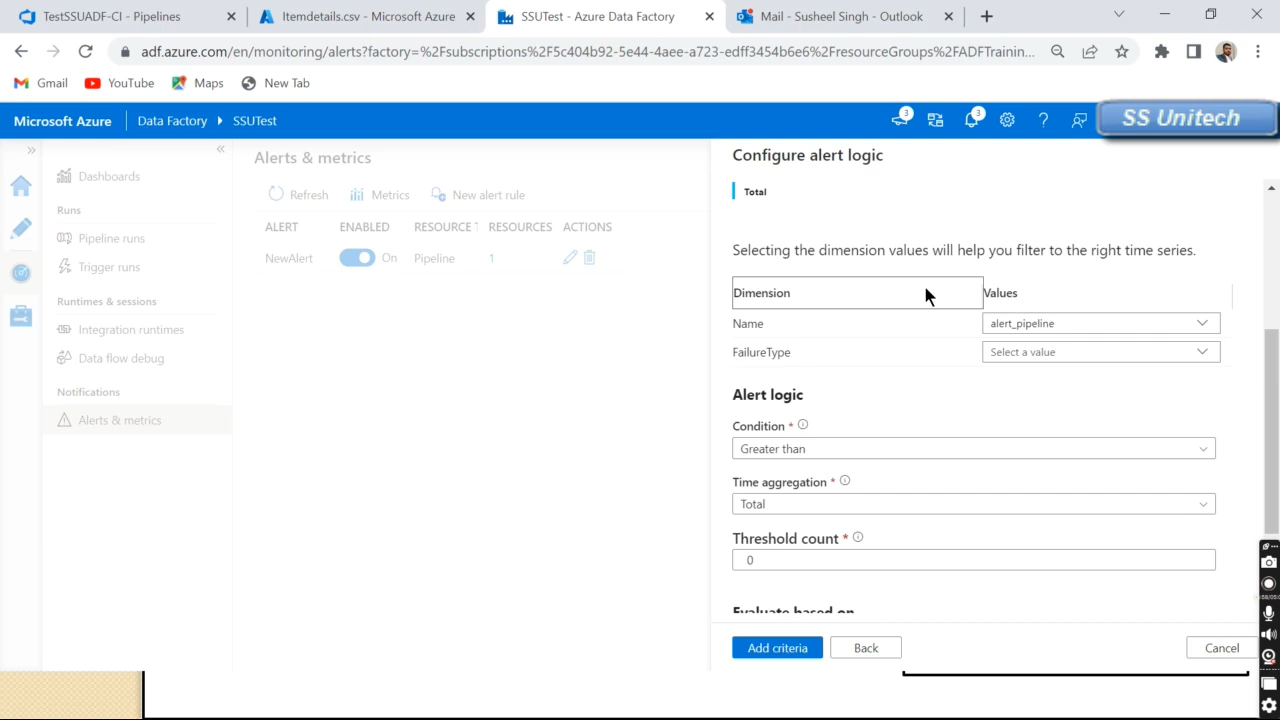 TestSSUADF-CI - Pipelines
Itemdetails.csv - Microsoft Azure
SSUTest - Azure Data Factory
Mail - Susheel Singh - Outlook
adf.azure.com/en/monitoring/alerts?factory=%2Fsubscriptions%2F5c404b92-5e44-4aee-a723-edff3454b6e6%2FresourceGroups%2FADFTrainin...
Gmail
YouTube
Maps
New Tab
Microsoft Azure
Data Factory
SSUTest
3
3
SS Unitech
Dashboards
Runs
Pipeline runs
Trigger runs
Runtimes & sessions
Integration runtimes
Data flow debug
Notifications
Alerts & metrics
Alerts & metrics
Refresh
Metrics
New alert rule
ALERT ENABLED RESOURCE T RESOURCES ACTIONS
NewAlert On Pipeline 1
Configure alert logic
Total
Selecting the dimension values will help you filter to the right time series.
Dimension Values
Name alert_pipeline
FailureType Select a value
Alert logic
Condition *
Greater than
Time aggregation *
Total
Threshold count *
0
Evaluate based on
Add criteria
Back
Cancel